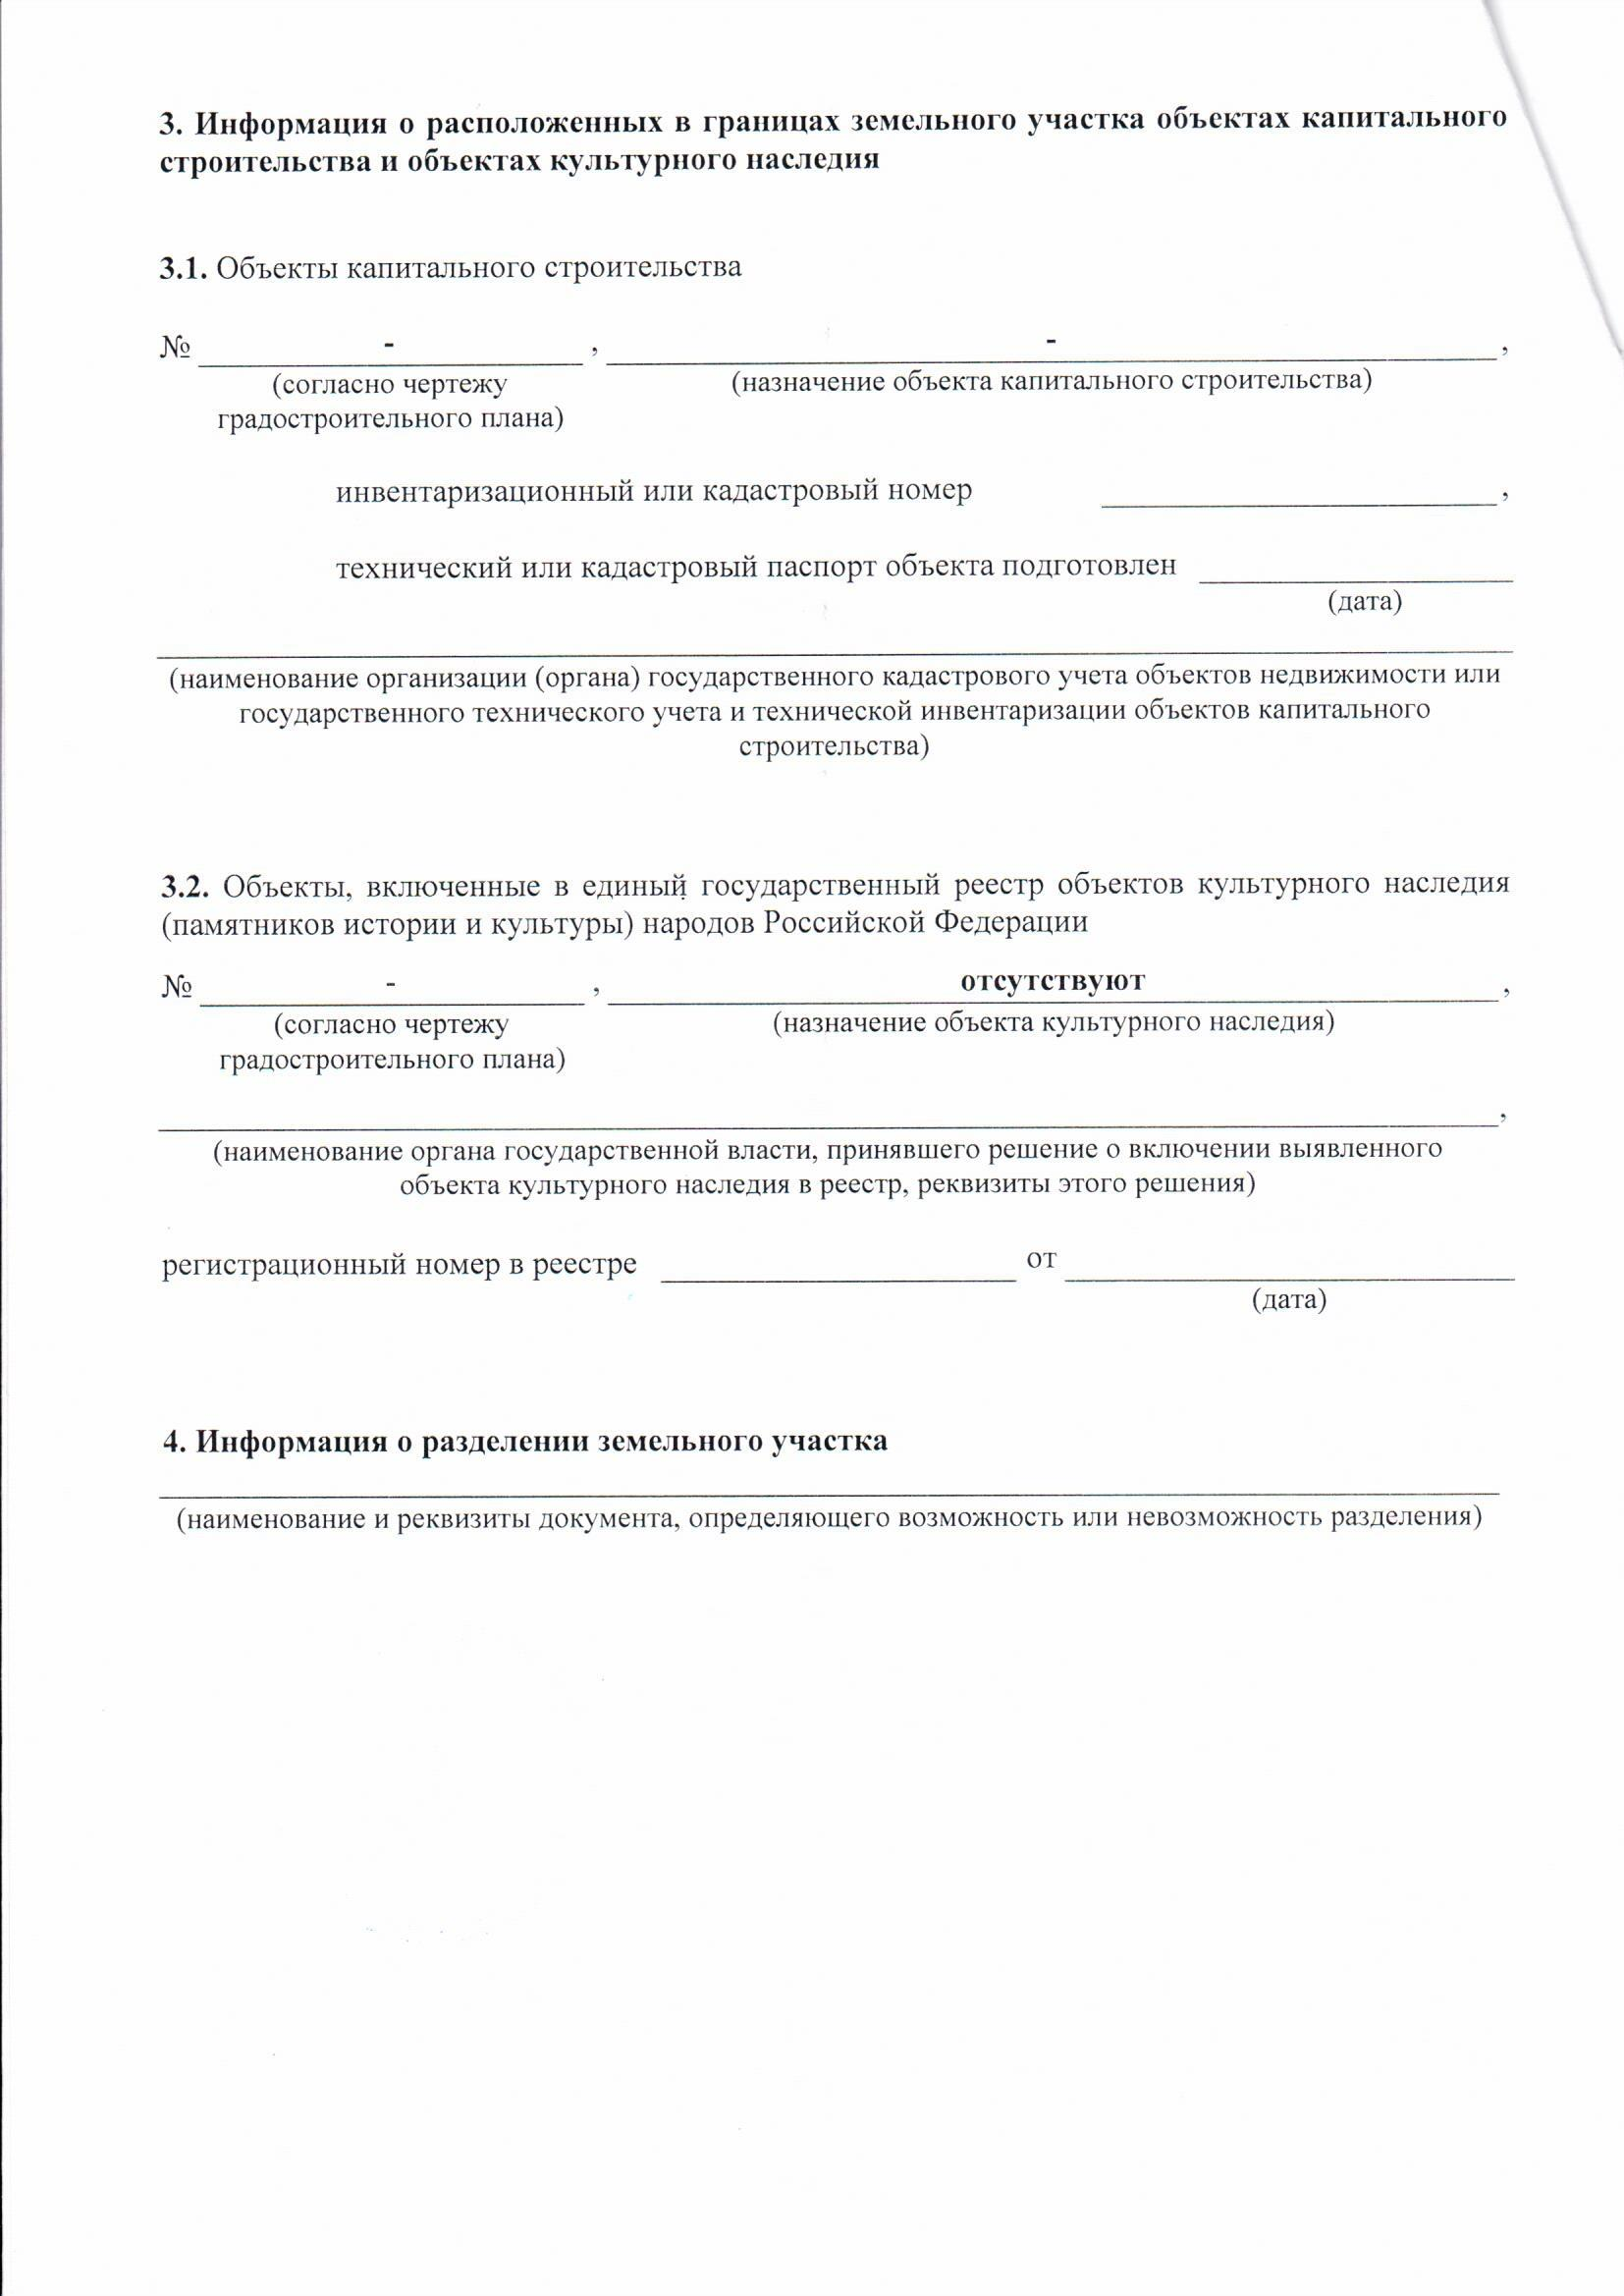 3. Информация о расположенных в границах земельного участка объектах капитального
строительства и объектах культурного наследия
3.1. Объекты капитального строительства
№ - , - ,
(согласно чертежу (назначение объекта капитального строительства)
градостроительного плана)
инвентаризационный или кадастровый номер ,
технический или кадастровый паспорт объекта подготовлен
(дата)
(наименование организации (органа) государственного кадастрового учета объектов недвижимости или
государственного технического учета и технической инвентаризации объектов капитального
строительства)
3.2. Объекты, включенные в единый государственный реестр объектов культурного наследия
(памятников истории и культуры) народов Российской Федерации
№ - , отсутствуют ,
(согласно чертежу (назначение объекта культурного наследия)
градостроительного плана)
,
(наименование органа государственной власти, принявшего решение о включении выявленного
объекта культурного наследия в реестр, реквизиты этого решения)
регистрационный номер в реестре от
(дата)
4. Информация о разделении земельного участка
(наименование и реквизиты документа, определяющего возможность или невозможность разделения)